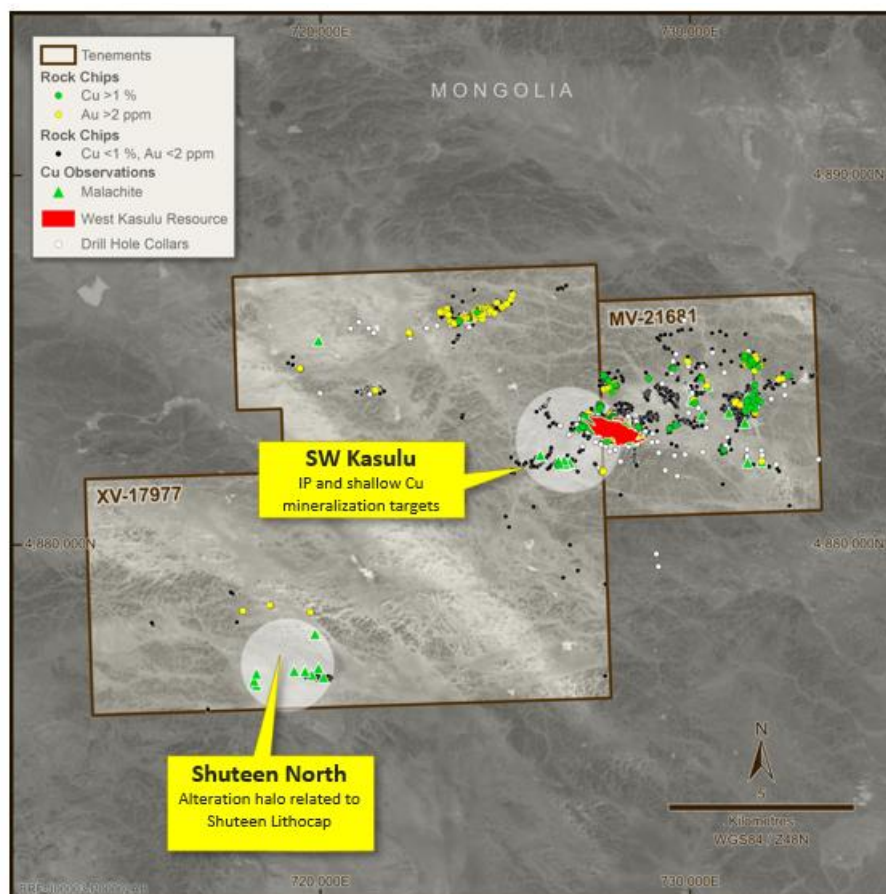 720,000E
730,000E
Tenements
Rock Chips
Cu >1 %
Au >2 ppm
Rock Chips
Cu <1 %, Au <2 ppm
Cu Observations
Malachite
West Kasulu Resource
Drill Hole Collars
MONGOLIA
4,890,000N
4,890,000N
MV-21681
SW Kasulu
IP and shallow Cu
mineralization targets
XV-17977
4,880,000N
4,880,000N
Shuteen North
Alteration halo related to
Shuteen Lithocap
N
5
Kilometres
WGS84 / Z48N
720,000E
730,000E